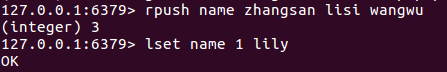 127.0.0.1:6379> rpush name zhangsan lisi wangwu
(integer) 3
127.0.0.1:6379> lset name 1 lily
OK